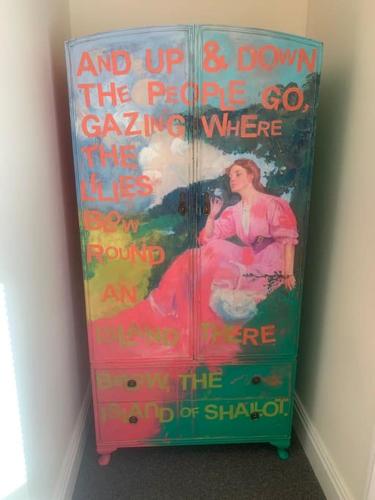 AND UP & DOWN
THE PEOPLE GO,
GAZING WHERE
THE
LILIES
BLOW
ROUND
AN
ISLAND THERE
BELOW, THE
ISLAND OF SHALLOT.